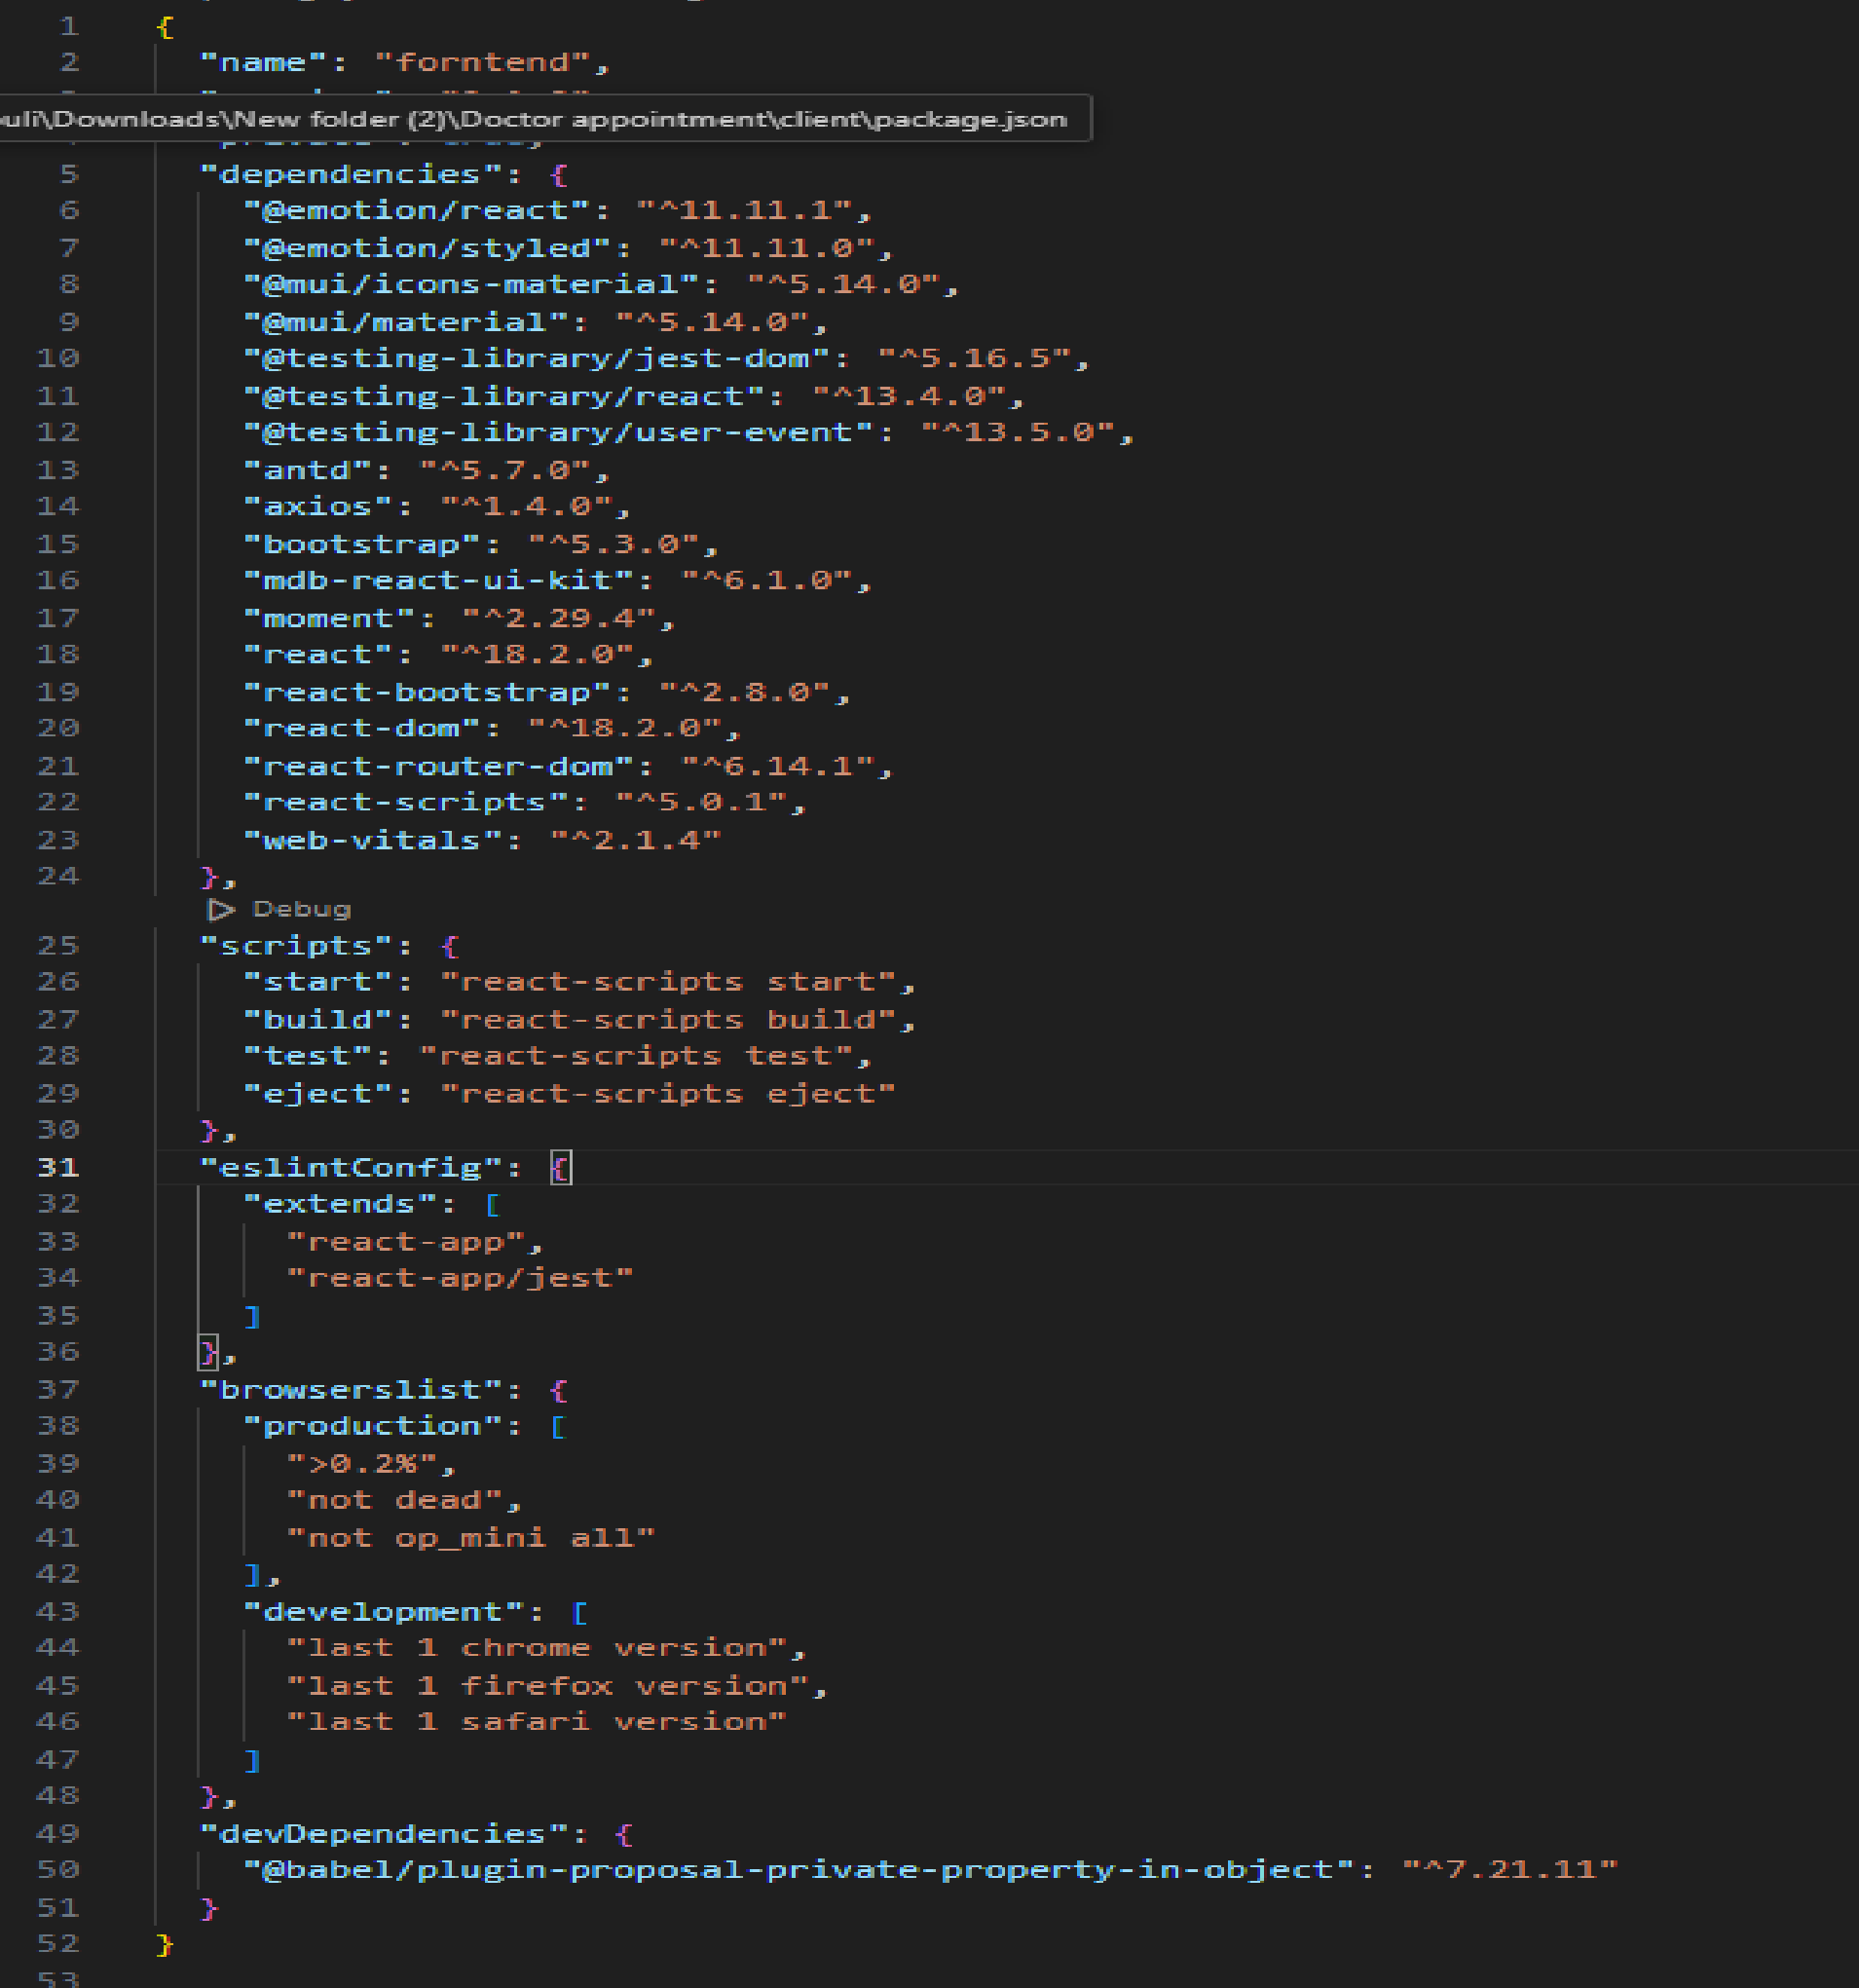 1 {
2 "name": "forntend",
uli\Downloads\New folder (2)\Doctor appointment\client\package.json
5 "dependencies": {
6 "@emotion/react": "^11.11.1",
7 "@emotion/styled": "^11.11.0",
8 "@mui/icons-material": "^5.14.0",
9 "@mui/material": "^5.14.0",
10 "@testing-library/jest-dom": "^5.16.5",
11 "@testing-library/react": "^13.4.0",
12 "@testing-library/user-event": "^13.5.0",
13 "antd": "^5.7.0",
14 "axios": "^1.4.0",
15 "bootstrap": "^5.3.0",
16 "mdb-react-ui-kit": "^6.1.0",
17 "moment": "^2.29.4",
18 "react": "^18.2.0",
19 "react-bootstrap": "^2.8.0",
20 "react-dom": "^18.2.0",
21 "react-router-dom": "^6.14.1",
22 "react-scripts": "^5.0.1",
23 "web-vitals": "^2.1.4"
24 },
Debug
25 "scripts": {
26 "start": "react-scripts start",
27 "build": "react-scripts build",
28 "test": "react-scripts test",
29 "eject": "react-scripts eject"
30 },
31 "eslintConfig": {
32 "extends": [
33 "react-app",
34 "react-app/jest"
35 ]
36 },
37 "browserslist": {
38 "production": [
39 ">0.2%",
40 "not dead",
41 "not op_mini all"
42 ],
43 "development": [
44 "last 1 chrome version",
45 "last 1 firefox version",
46 "last 1 safari version"
47 ]
48 },
49 "devDependencies": {
50 "@babel/plugin-proposal-private-property-in-object": "^7.21.11"
51 }
52 }
53